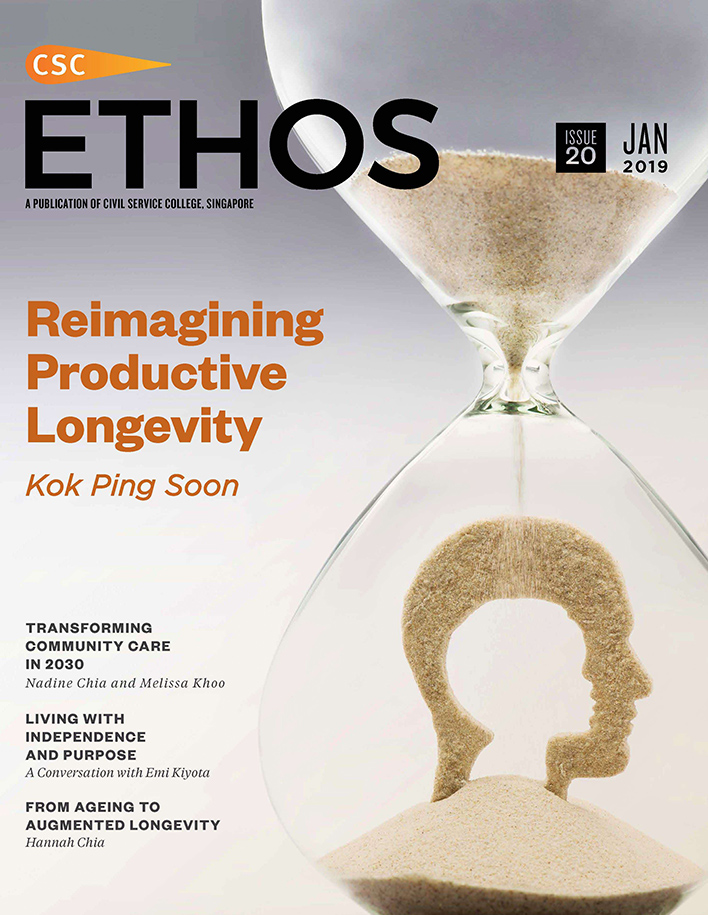 CSC
ETHOS
A PUBLICATION OF CIVIL SERVICE COLLEGE, SINGAPORE
ISSUE
20
JAN
2019
Reimagining
Productive
Longevity
Kok Ping Soon
TRANSFORMING
COMMUNITY CARE
IN 2030
Nadine Chia and Melissa Khoo
LIVING WITH
INDEPENDENCE
AND PURPOSE
A Conversation with Emi Kiyota
FROM AGEING TO
AUGMENTED LONGEVITY
Hannah Chia